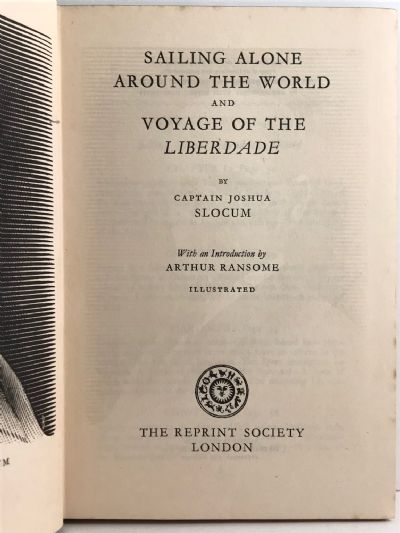 SAILING ALONE
AROUND THE WORLD
AND
VOYAGE OF THE
LIBERDADE
BY
CAPTAIN JOSHUA
SLOCUM
With an Introduction by
ARTHUR RANSOME
ILLUSTRATED
THE REPRINT SOCIETY
LONDON
UM